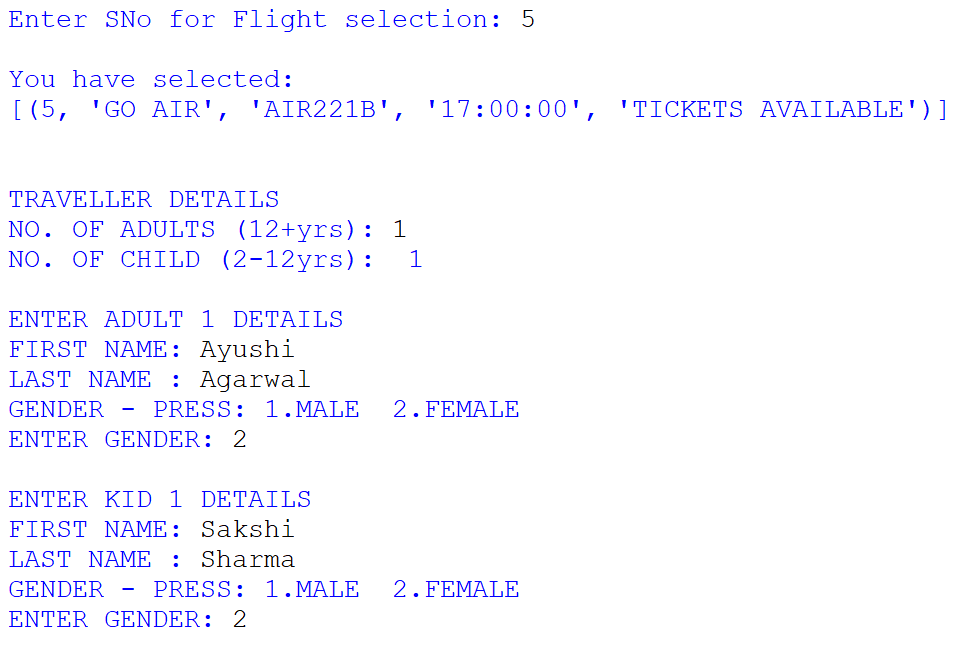 Enter SNo for Flight selection: 5
You have selected:
[(5, 'GO AIR', 'AIR221B', '17:00:00', 'TICKETS AVAILABLE')]
TRAVELLER DETAILS
NO. OF ADULTS (12+yrs): 1
NO. OF CHILD (2-12yrs):  1
ENTER ADULT 1 DETAILS
FIRST NAME: Ayushi
LAST NAME : Agarwal
GENDER - PRESS: 1.MALE  2.FEMALE
ENTER GENDER: 2
ENTER KID 1 DETAILS
FIRST NAME: Sakshi
LAST NAME : Sharma
GENDER - PRESS: 1.MALE  2.FEMALE
ENTER GENDER: 2